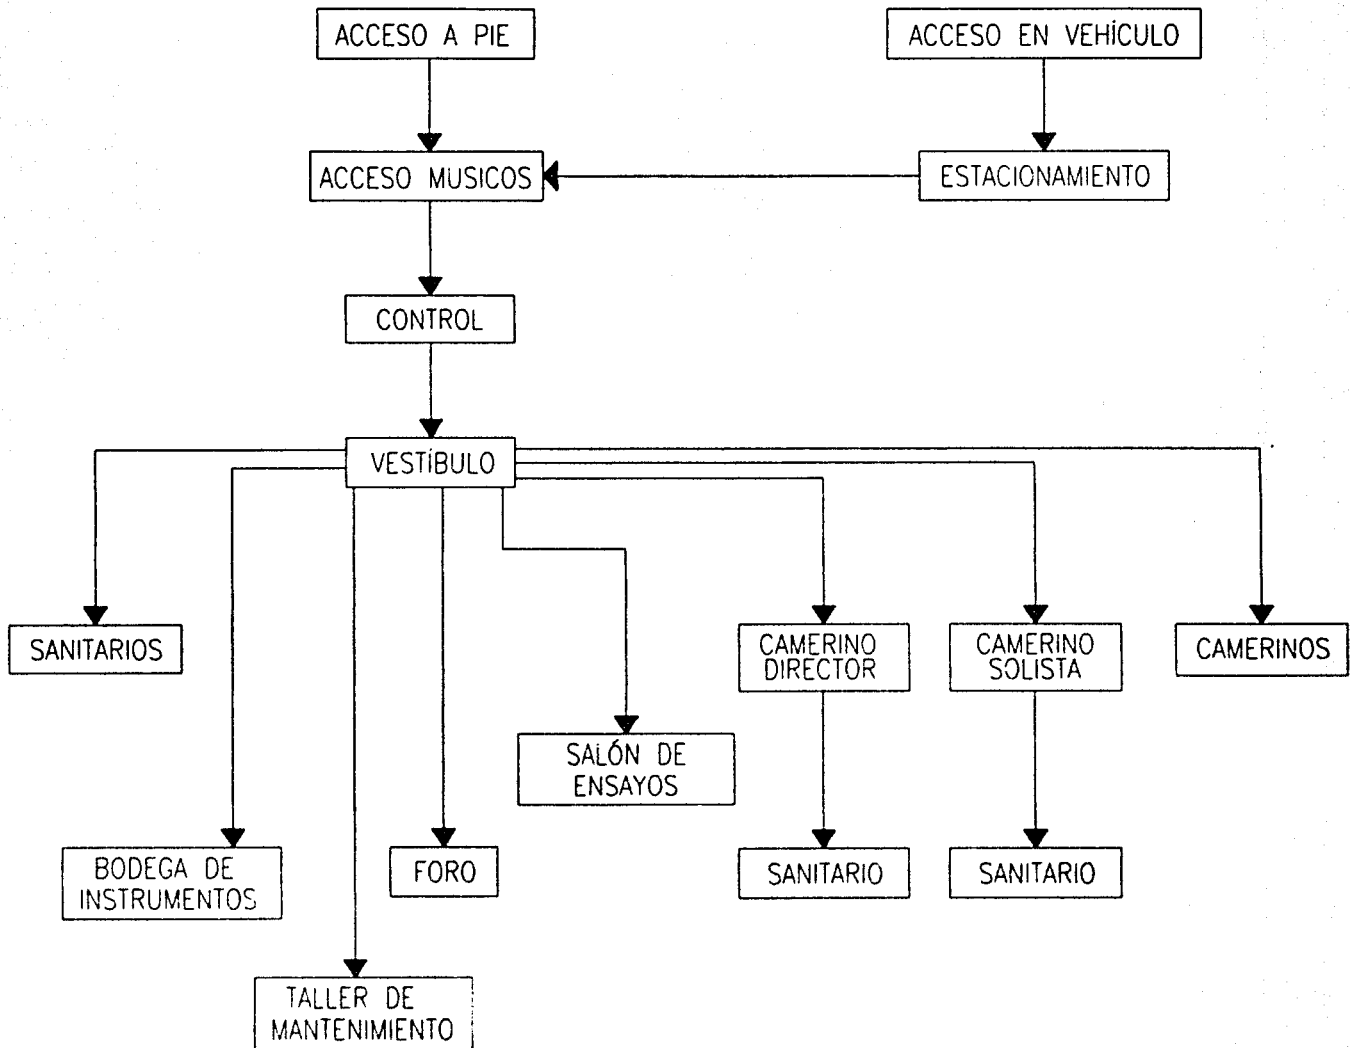 ACCESO A PIE
ACCESO EN VEHÍCULO
ACCESO MUSICOS
ESTACIONAMIENTO
CONTROL
VESTÍBULO
SANITARIOS
CAMERINO
DIRECTOR
CAMERINO
SOLISTA
CAMERINOS
SALÓN DE
ENSAYOS
BODEGA DE
INSTRUMENTOS
FORO
SANITARIO
SANITARIO
TALLER DE
MANTENIMIENTO